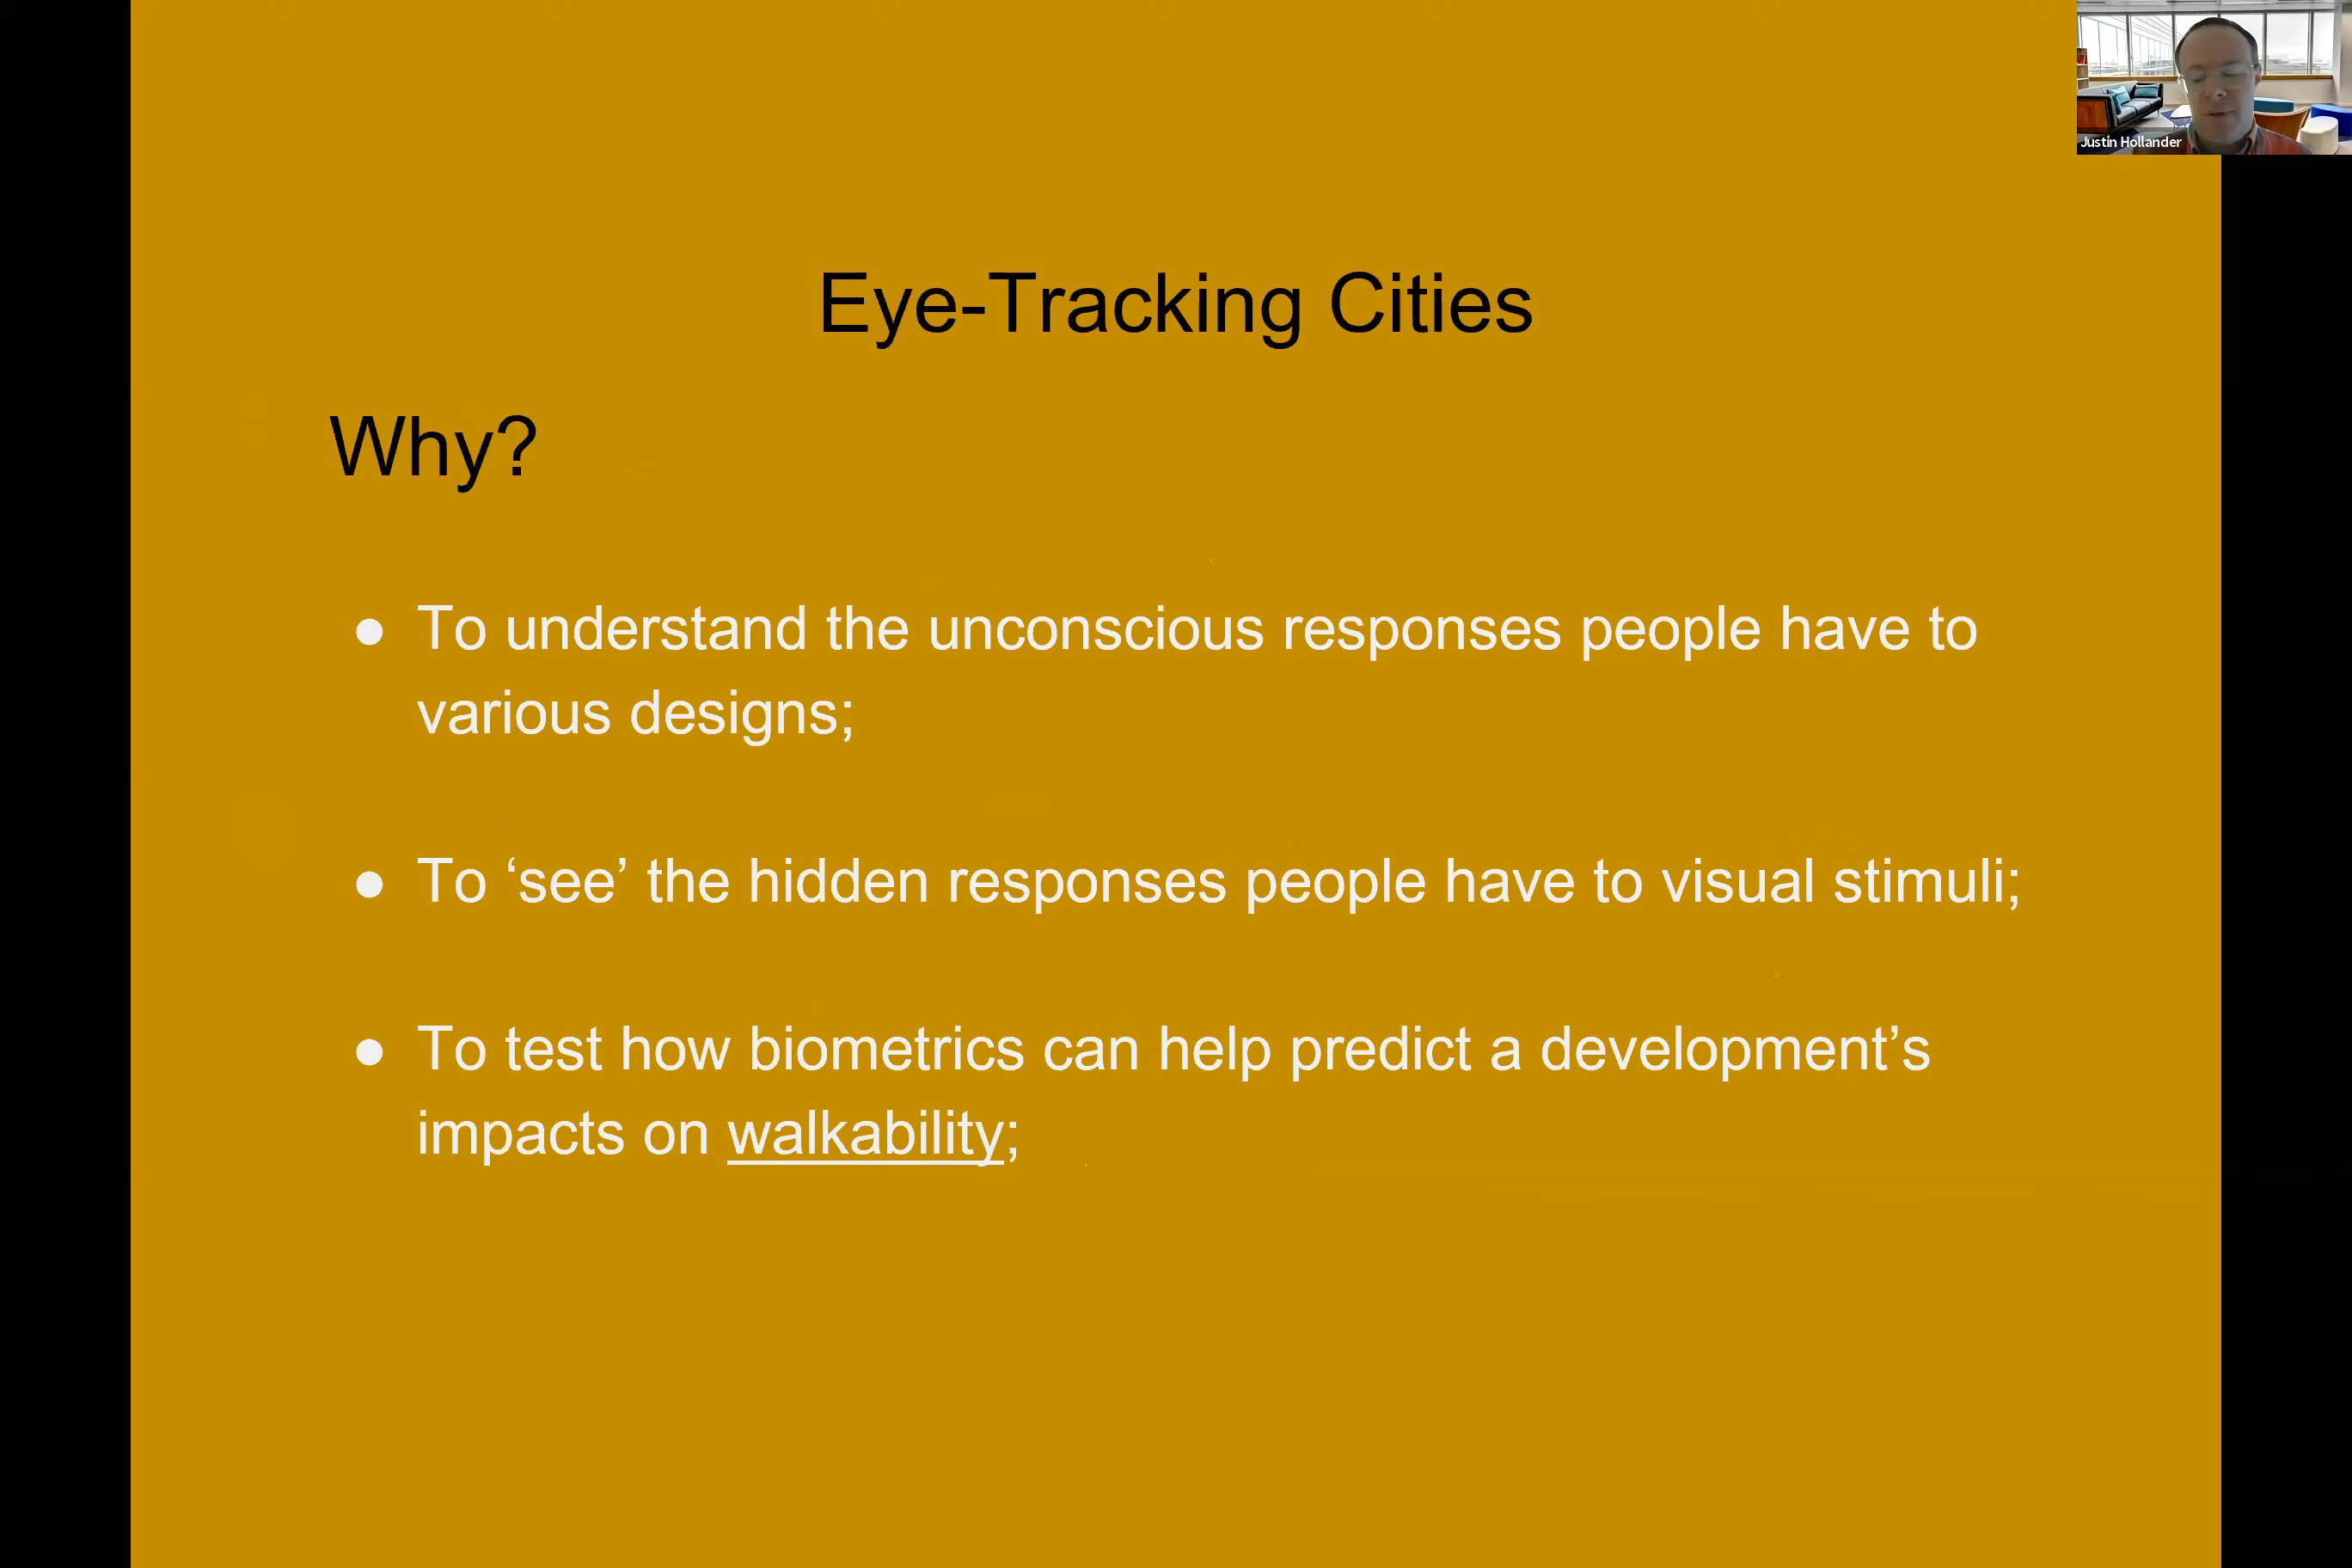 Justin Hollander
Eye-Tracking Cities
Why?
● To understand the unconscious responses people have to
various designs;
● To ‘see’ the hidden responses people have to visual stimuli;
● To test how biometrics can help predict a development’s
impacts on walkability;